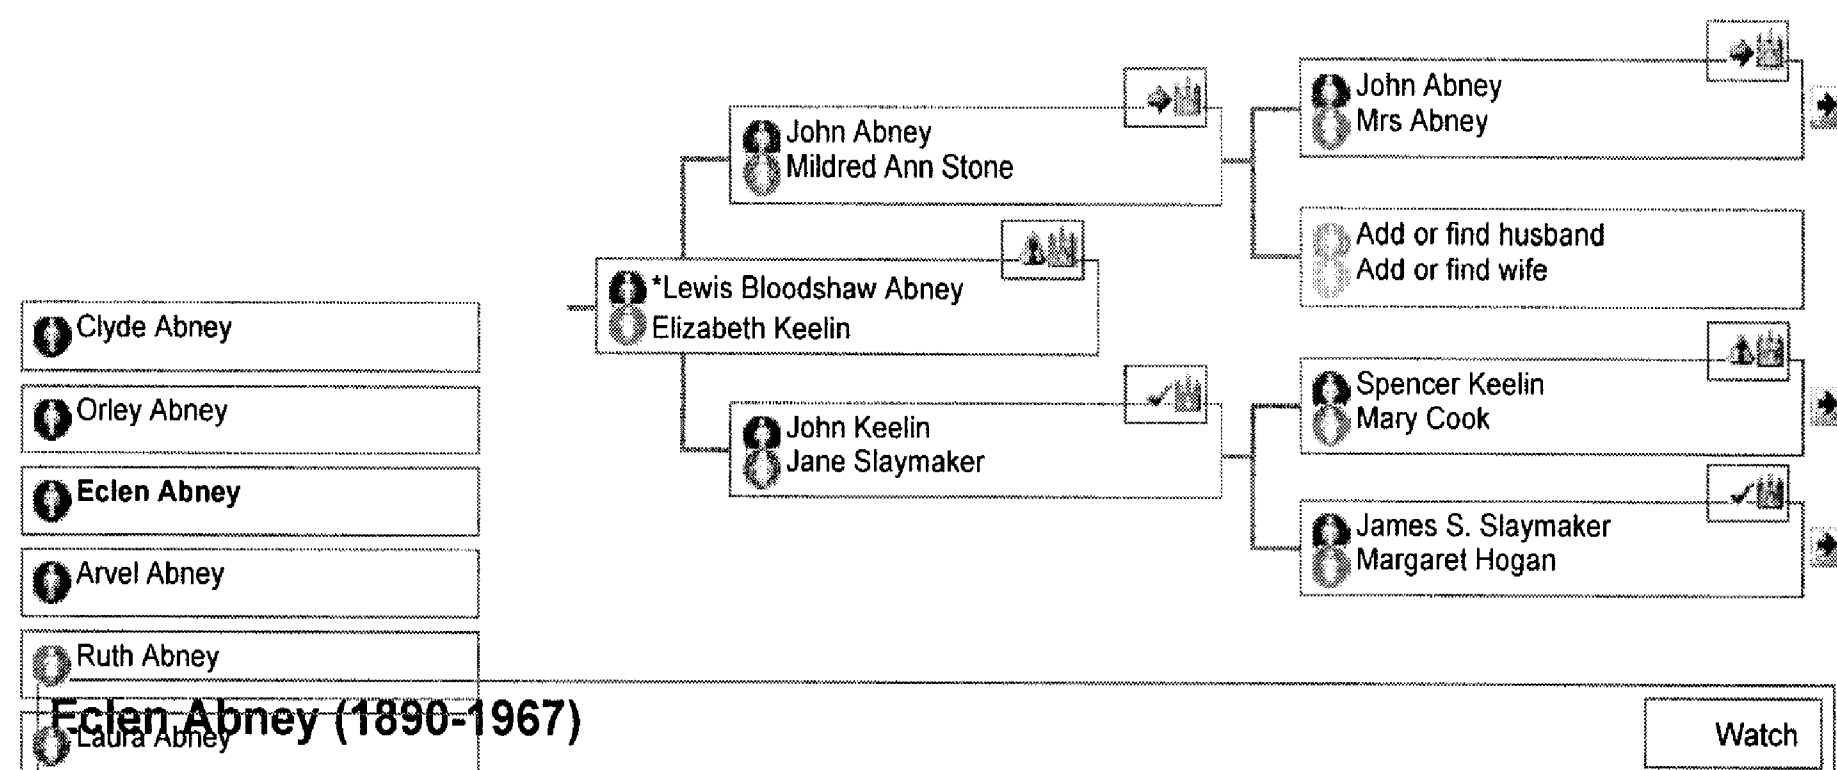 John Abney
Mrs Abney
John Abney
Mildred Ann Stone
Add or find husband
Add or find wife
*Lewis Bloodshaw Abney
Elizabeth Keelin
Clyde Abney
Orley Abney
Eclen Abney
Arvel Abney
Ruth Abney
Laura Abney
Spencer Keelin
Mary Cook
John Keelin
Jane Slaymaker
James S. Slaymaker
Margaret Hogan
Eclen Abney (1890-1967)
Watch